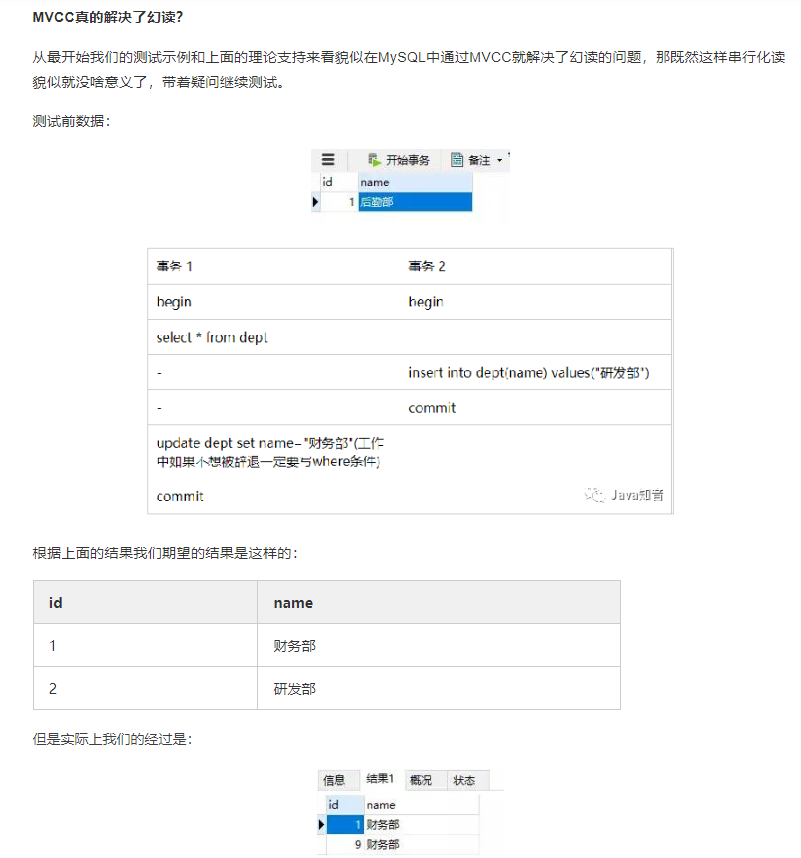 MVCC真的解决了幻读?
从最开始我们的测试示例和上面的理论支持来看貌似在MySQL中通过MVCC就解决了幻读的问题，那既然这样串行化读
貌似就没啥意义了，带着疑问继续测试。
测试前数据：
开始事务 备注
id name
1 后勤部
事务 1 事务 2
begin begin
select * from dept
- insert into dept(name) values("研发部")
- commit
update dept set name="财务部"(工作
中如果不想被辞退一定要写where条件)
commit
Java知音
根据上面的结果我们期望的结果是这样的：
id name
1 财务部
2 研发部
但是实际上我们的经过是：
信息 结果1 概况 状态
id name
1 财务部
9 财务部